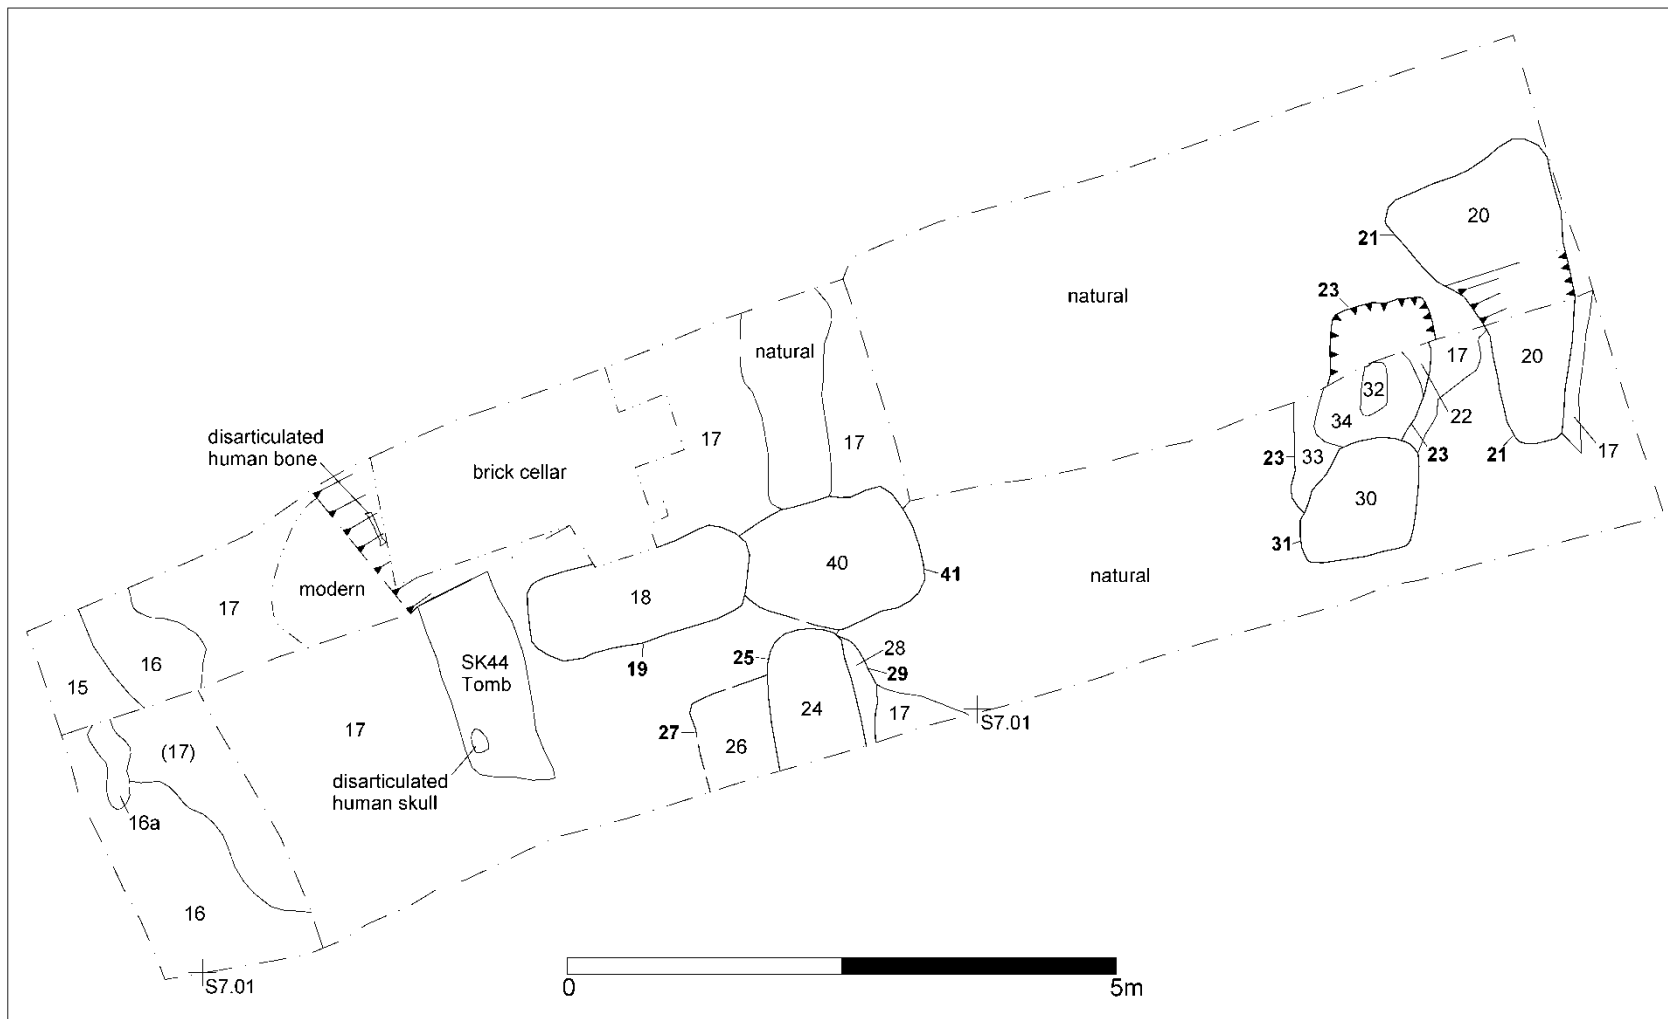 20
21
natural
23
natural
17
20
32
22
34
disarticulated
human bone
17
17
21
17
23
33
23
brick cellar
30
31
40
41
natural
modern
18
17
28
SK44
Tomb
25
19
29
16
15
24
17
S7.01
17
27
26
(17)
disarticulated
human skull
16a
16
S7.01
0
5m